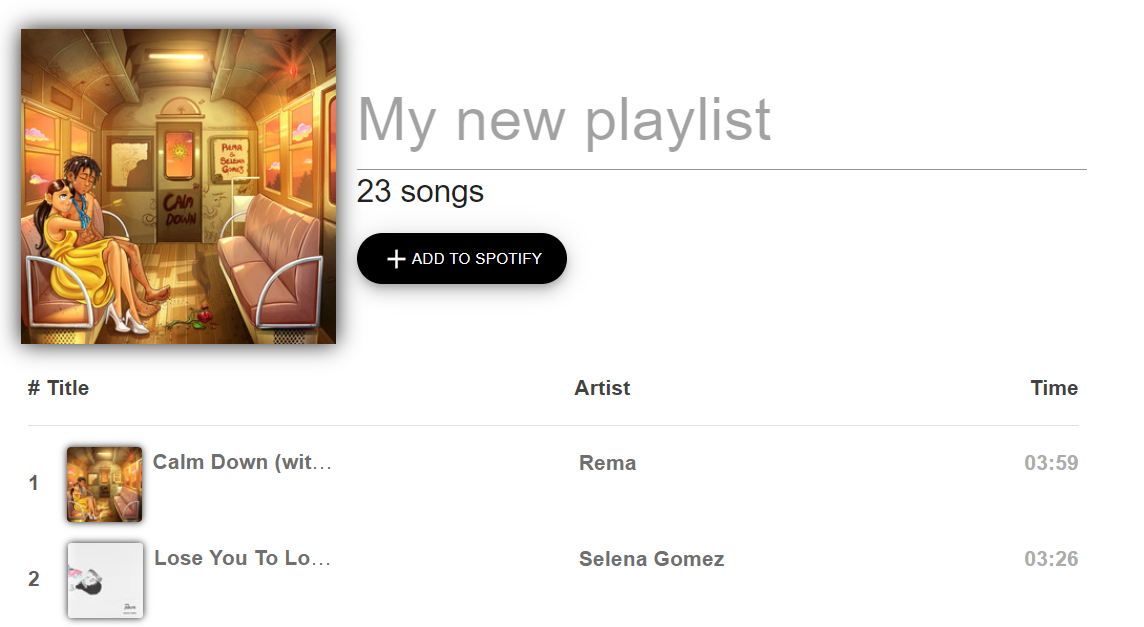 REMA
&
SELENA
GOMEZ
CALM
DOWN
My new playlist
23 songs
ADD TO SPOTIFY
# Title Artist Time
1 Calm Down (wit... Rema 03:59
2 Lose You To Lo... Selena Gomez 03:26